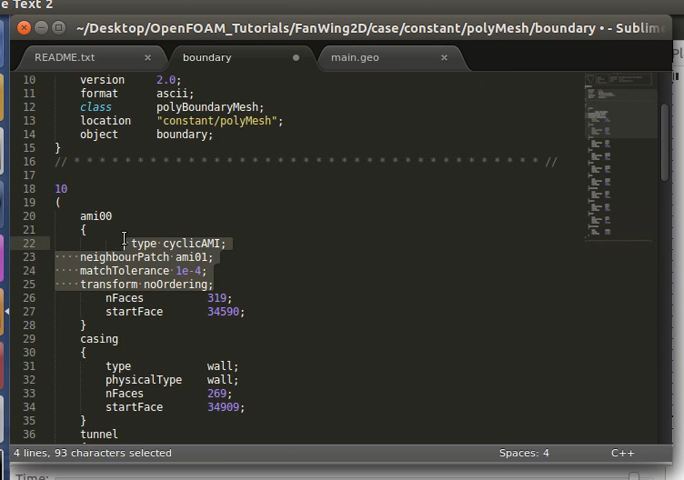 e Text 2
~/Desktop/OpenFOAM_Tutorials/FanWing2D/case/constant/polyMesh/boundary • - Sublime
README.txt × boundary • main.geo ×
10 version 2.0;
11 format ascii;
12 class polyBoundaryMesh;
13 location "constant/polyMesh";
14 object boundary;
15 }
16 // * * * * * * * * * * * * * * * * * * * * * * * * * * * * * * * * * * * * * //
17
18 10
19 (
20 ami00
21 {
22 type cyclicAMI;
23 neighbourPatch ami01;
24 matchTolerance 1e-4;
25 transform noOrdering;
26 nFaces 319;
27 startFace 34590;
28 }
29 casing
30 {
31 type wall;
32 physicalType wall;
33 nFaces 269;
34 startFace 34909;
35 }
36 tunnel
4 lines, 93 characters selected Spaces: 4 C++
Time: